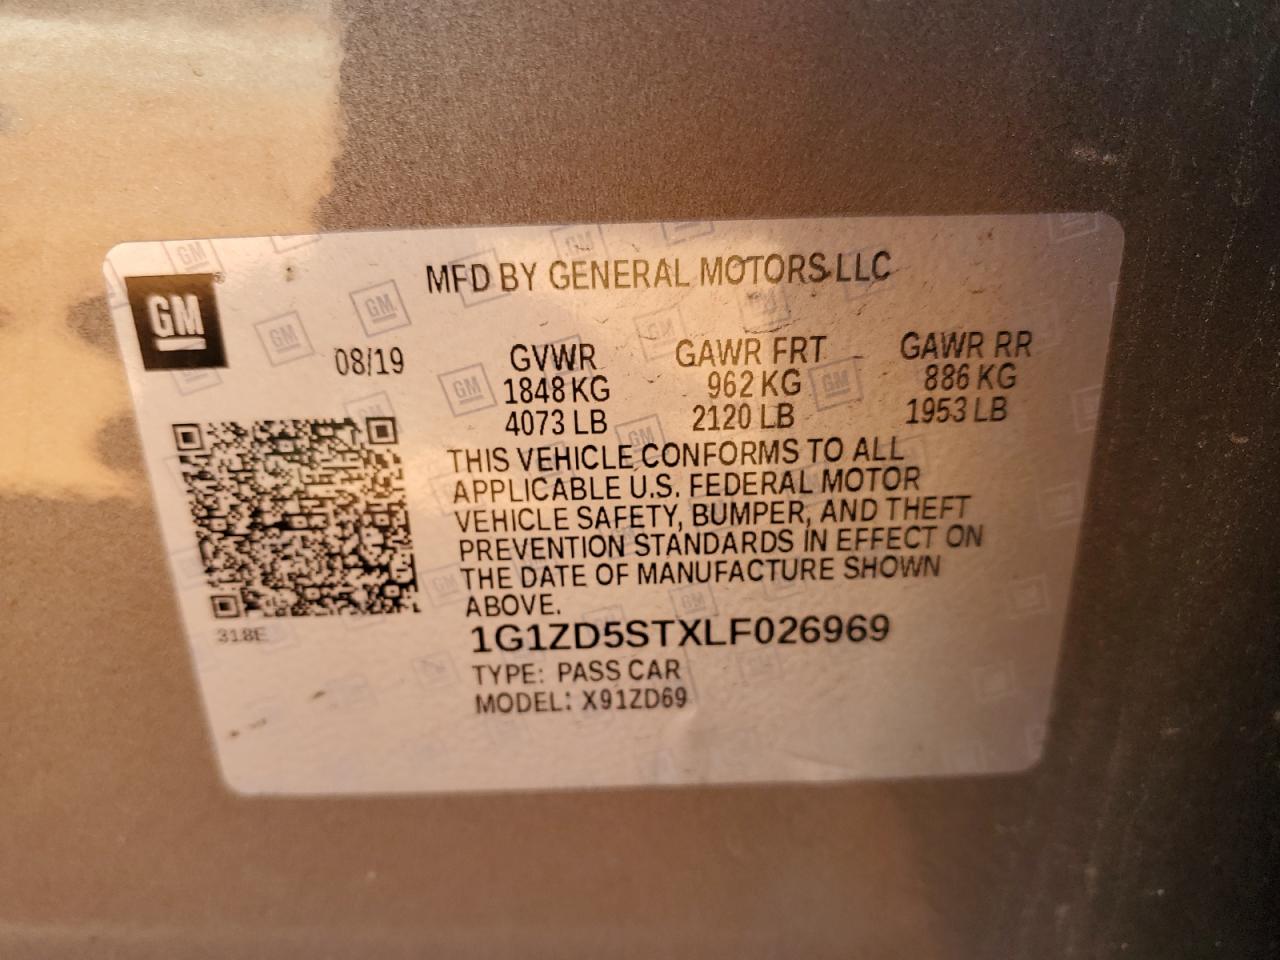 GM
MFD BY GENERAL MOTORS LLC
08/19 GVWR GAWR FRT GAWR RR
1848 KG 962 KG 886 KG
4073 LB 2120 LB 1953 LB
THIS VEHICLE CONFORMS TO ALL
APPLICABLE U.S. FEDERAL MOTOR
VEHICLE SAFETY, BUMPER, AND THEFT
PREVENTION STANDARDS IN EFFECT ON
THE DATE OF MANUFACTURE SHOWN
ABOVE.
318E
1G1ZD5STXLF026969
TYPE: PASS CAR
MODEL: X91ZD69